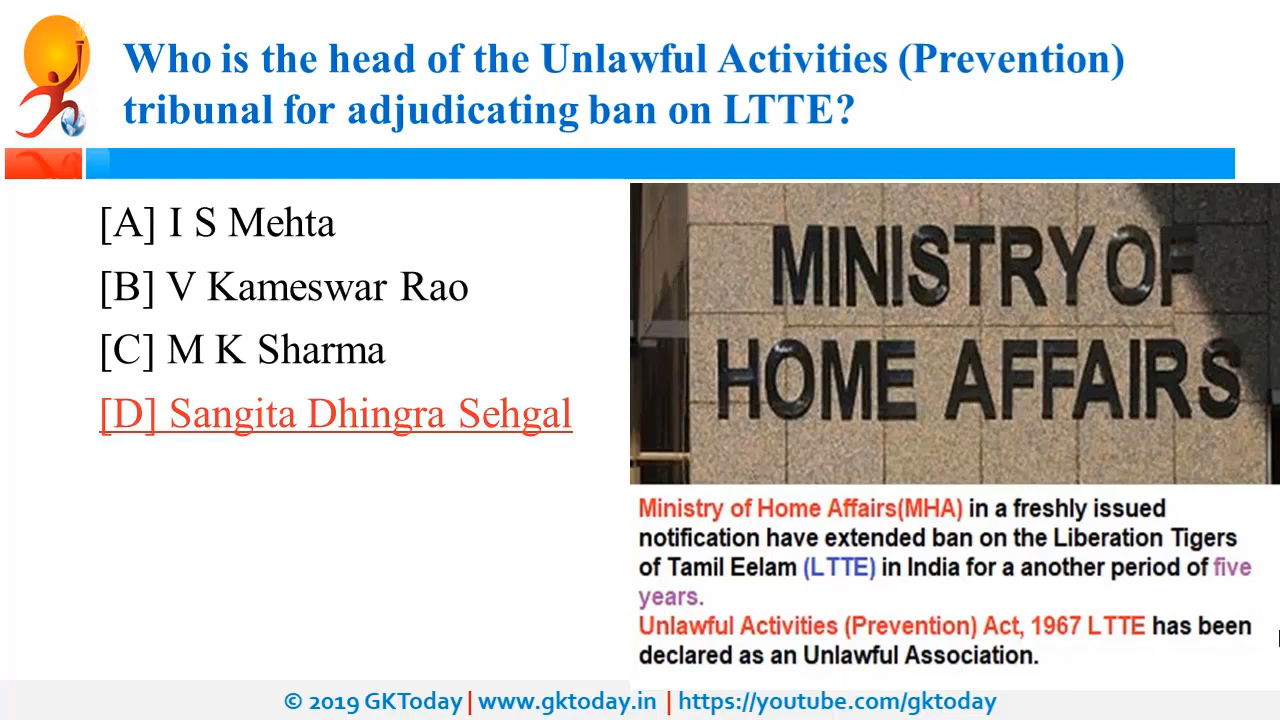 Who is the head of the Unlawful Activities (Prevention)
tribunal for adjudicating ban on LTTE?
[A] I S Mehta
[B] V Kameswar Rao
[C] M K Sharma
[D] Sangita Dhingra Sehgal
MINISTRY OF
HOME AFFAIRS
Ministry of Home Affairs(MHA) in a freshly issued
notification have extended ban on the Liberation Tigers
of Tamil Eelam (LTTE) in India for a another period of five
years.
Unlawful Activities (Prevention) Act, 1967 LTTE has been
declared as an Unlawful Association.
© 2019 GKToday | www.gktoday.in | https://youtube.com/gktoday